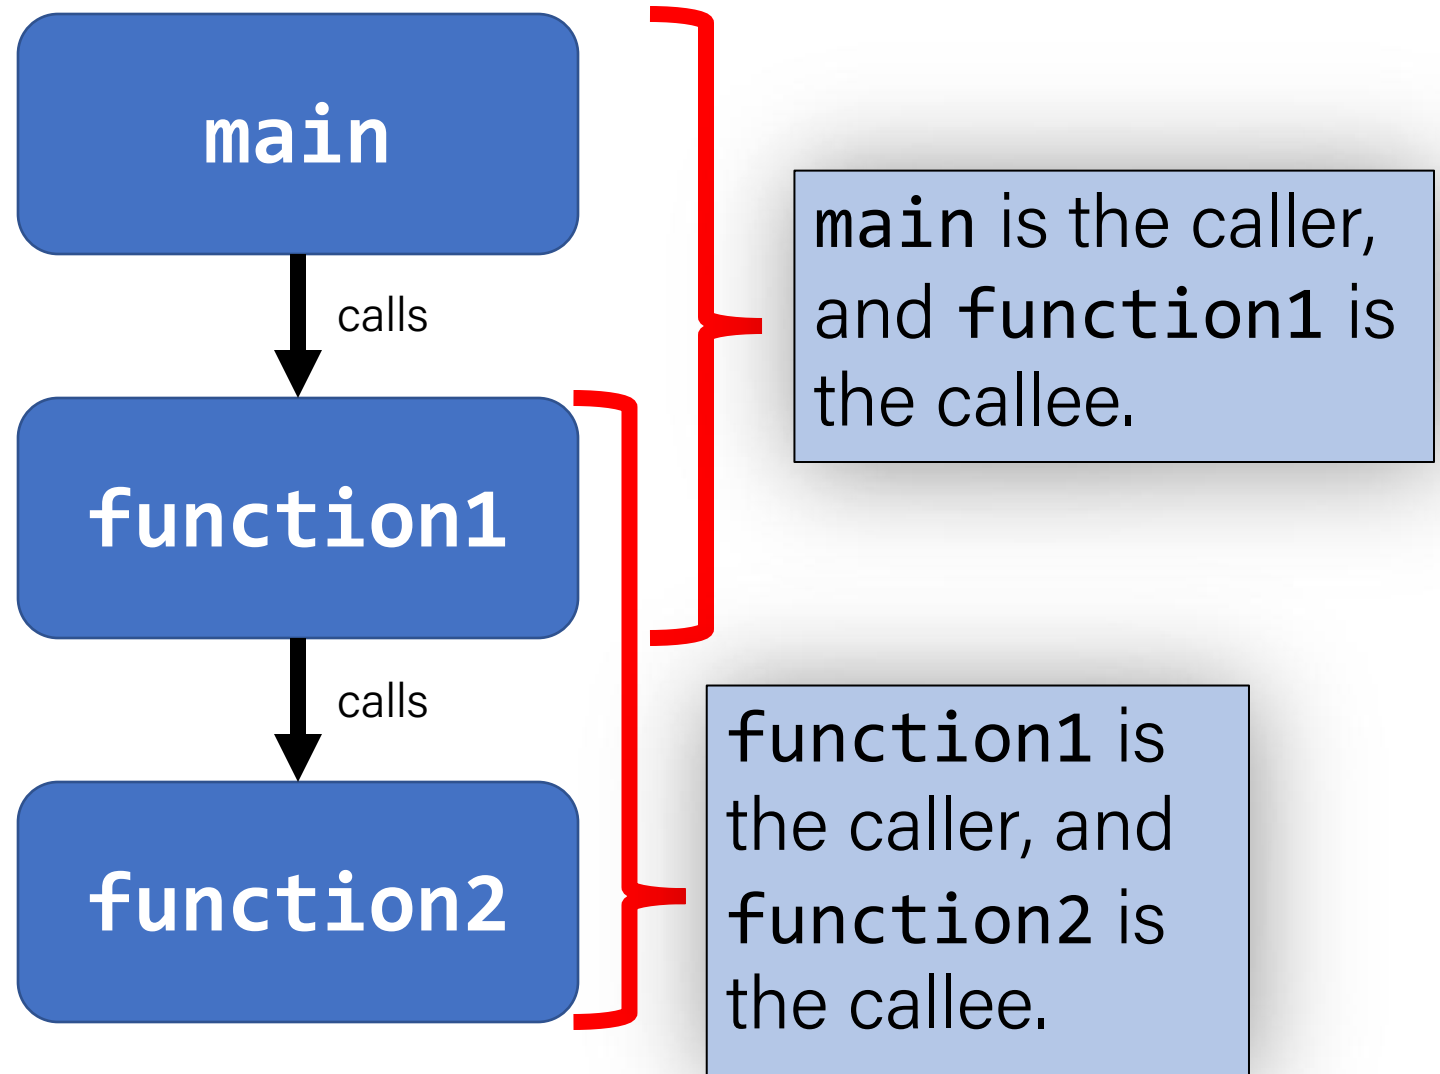 main
calls
function1
calls
function2
main is the caller,
and function1 is
the callee.
function1 is
the caller, and
function2 is
the callee.